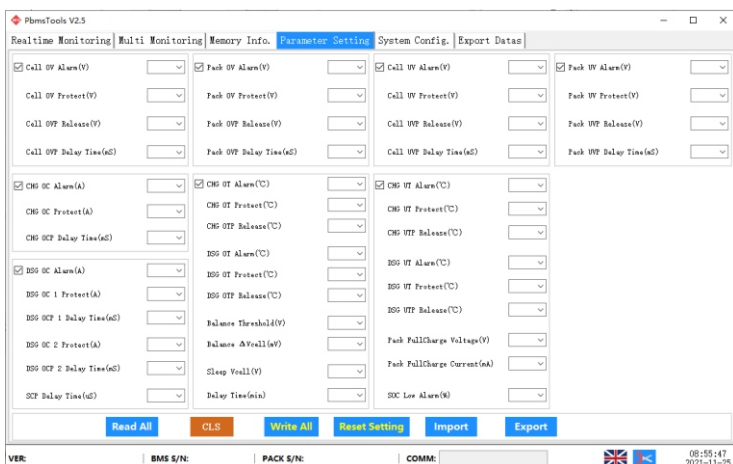 PbmsTools V2.5
Realtime Monitoring Multi Monitoring Memory Info. Parameter Setting System Config. Export Datas
Cell OV Alarm(V) Pack OV Alarm(V) Cell UV Alarm(V) Pack UV Alarm(V)
Cell OV Protect(V) Pack OV Protect(V) Cell UV Protect(V) Pack UV Protect(V)
Cell OVP Release(V) Pack OVP Release(V) Cell UVP Release(V) Pack UVP Release(V)
Cell OVP Delay Time(mS) Pack OVP Delay Time(mS) Cell UVP Delay Time(mS) Pack UVP Delay Time(mS)
CHG OC Alarm(A)
CHG OC Protect(A)
CHG OCP Delay Time(mS)
DSG OC Alarm(A)
DSG OC 1 Protect(A)
DSG OCP 1 Delay Time(mS)
DSG OC 2 Protect(A)
DSG OCP 2 Delay Time(mS)
SCP Delay Time(uS)
CHG OT Alarm(℃)
CHG OT Protect(℃)
CHG OTP Release(℃)
DSG OT Alarm(℃)
DSG OT Protect(℃)
DSG OTP Release(℃)
Balance Threshold(V)
Balance ΔVcell(mV)
Sleep Vcell(V)
Delay Time(min)
CHG UT Alarm(℃)
CHG UT Protect(℃)
CHG UTP Release(℃)
DSG UT Alarm(℃)
DSG UT Protect(℃)
DSG UTP Release(℃)
Pack FullCharge Voltage(V)
Pack FullCharge Current(mA)
SOC Low Alarm(%)
Read All CLS Write All Reset Setting Import Export
VER: BMS S/N: PACK S/N: COMM: 08:55:47
2021-11-25